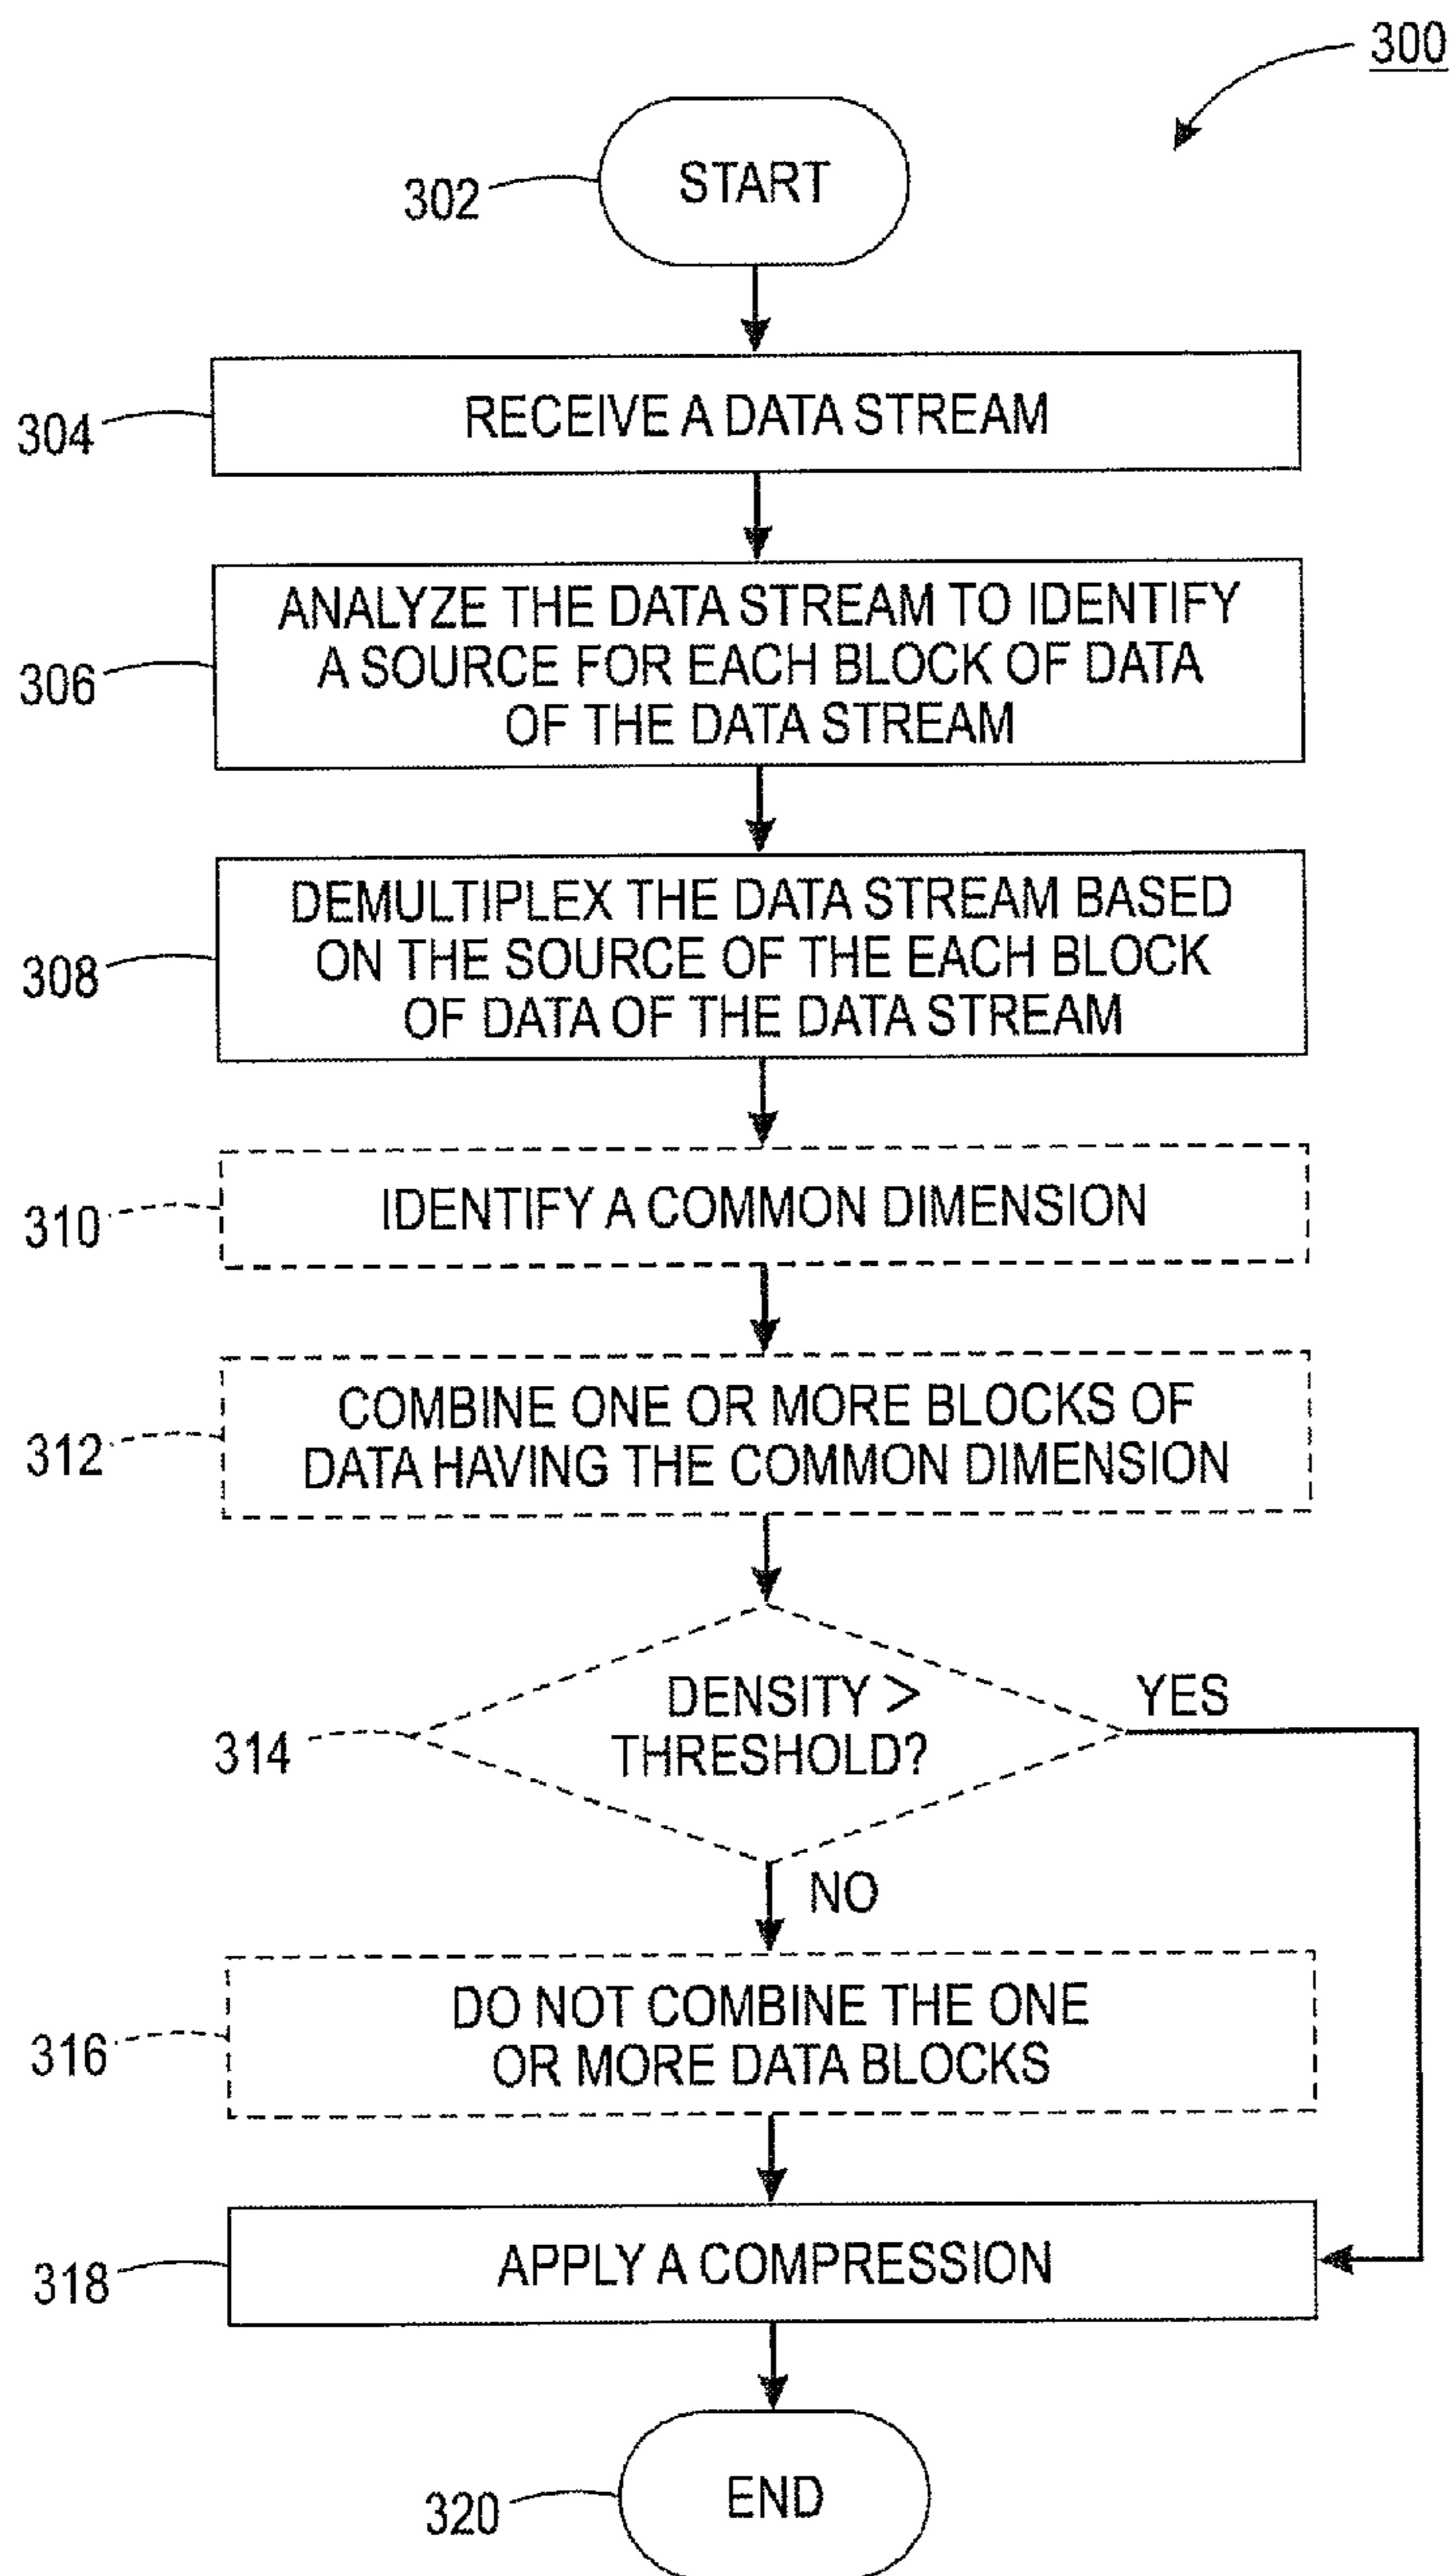 300
302
START
304
RECEIVE A DATA STREAM
306
ANALYZE THE DATA STREAM TO IDENTIFY
A SOURCE FOR EACH BLOCK OF DATA
OF THE DATA STREAM
308
DEMULTIPLEX THE DATA STREAM BASED
ON THE SOURCE OF THE EACH BLOCK
OF DATA OF THE DATA STREAM
310
IDENTIFY A COMMON DIMENSION
312
COMBINE ONE OR MORE BLOCKS OF
DATA HAVING THE COMMON DIMENSION
314
DENSITY >
THRESHOLD?
YES
NO
316
DO NOT COMBINE THE ONE
OR MORE DATA BLOCKS
318
APPLY A COMPRESSION
320
END